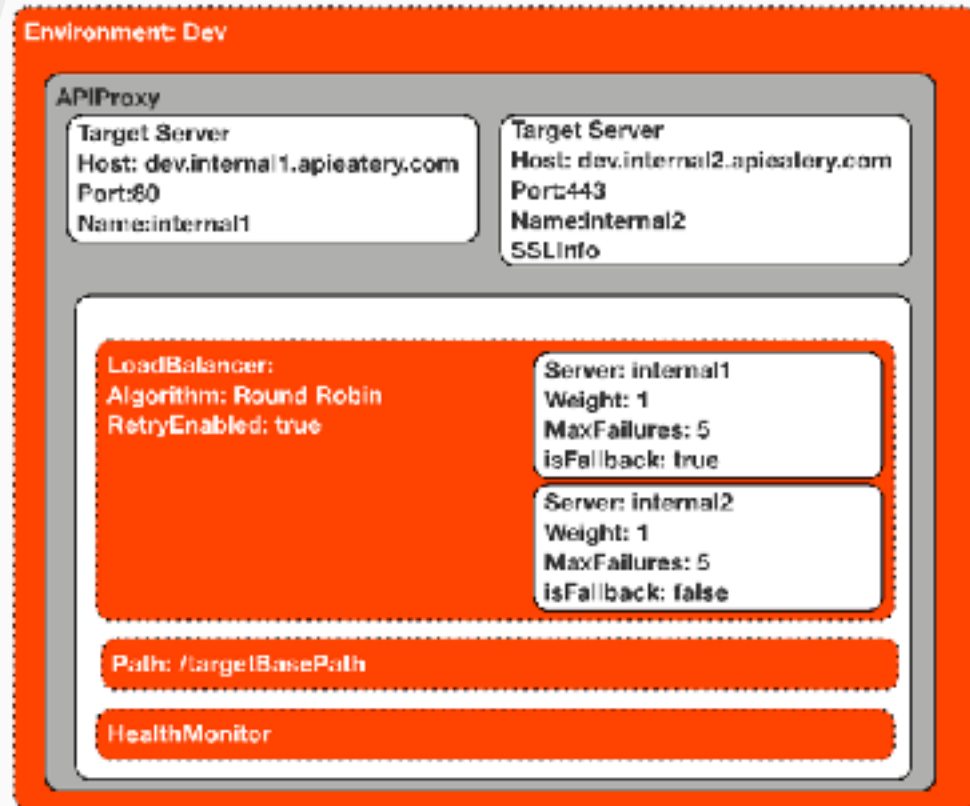 Environment: Dev
APIProxy
Target Server
Host: dev.internal1.apieatery.com
Port:80
Name:internal1
Target Server
Host: dev.internal2.apieatery.com
Port:443
Name:internal2
SSLInfo
LoadBalancer:
Algorithm: Round Robin
RetryEnabled: true
Server: internal1
Weight: 1
MaxFailures: 5
isFallback: true
Server: internal2
Weight: 1
MaxFailures: 5
isFallback: false
Path: /targetBasePath
HealthMonitor